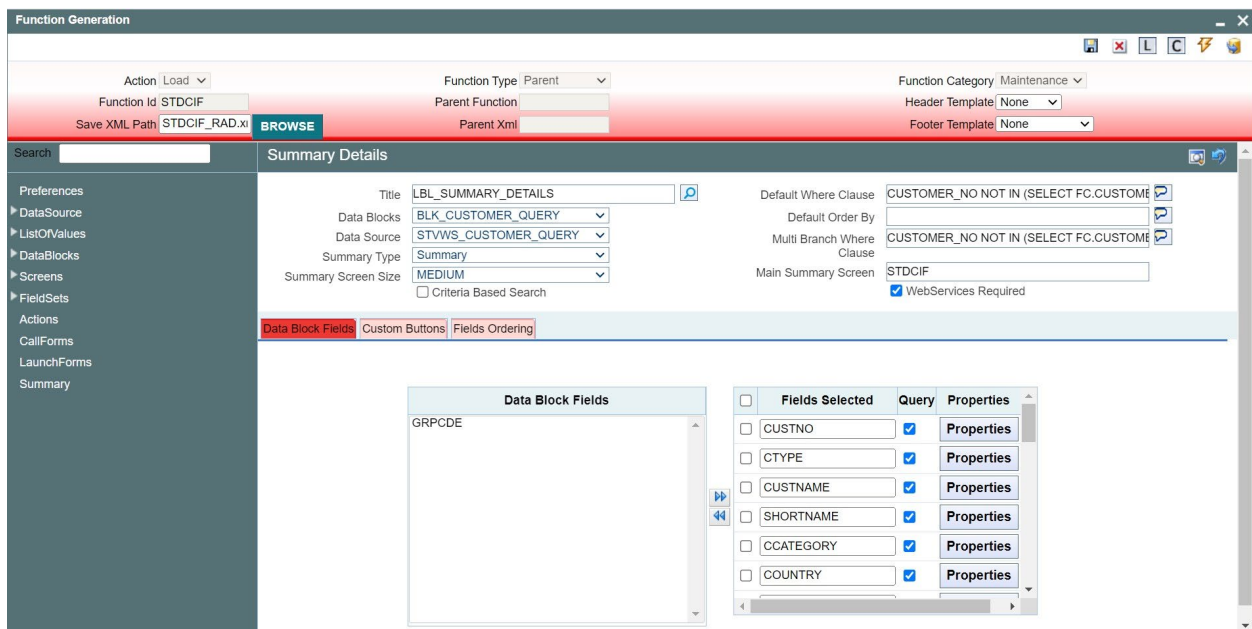 Function Generation
L C
Action Load Function Type Parent Function Category Maintenance
Function Id STDCIF Parent Function Header Template None
Save XML Path STDCIF_RAD.x BROWSE Parent Xml Footer Template None
Search Summary Details
Preferences
DataSource
ListOfValues
DataBlocks
Screens
FieldSets
Actions
CallForms
LaunchForms
Summary
Title LBL_SUMMARY_DETAILS Default Where Clause CUSTOMER_NO NOT IN (SELECT FC.CUSTOME
Data Blocks BLK_CUSTOMER_QUERY Default Order By
Data Source STVWS_CUSTOMER_QUERY Multi Branch Where CUSTOMER_NO NOT IN (SELECT FC.CUSTOME
Clause
Summary Type Summary
Summary Screen Size MEDIUM Main Summary Screen STDCIF
Criteria Based Search WebServices Required
Data Block Fields Custom Buttons Fields Ordering
Data Block Fields Fields Selected Query Properties
GRPCDE
CUSTNO Properties
CTYPE Properties
CUSTNAME Properties
SHORTNAME Properties
CCATEGORY Properties
COUNTRY Properties